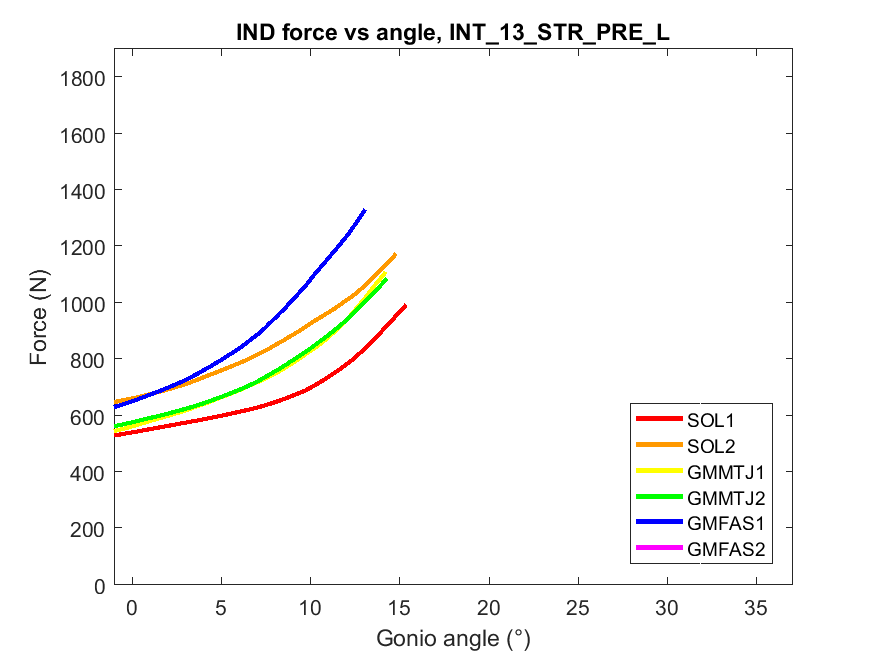 IND force vs angle, INT_13_STR_PRE_L
1800
1600
1400
1200
1000
800
600
400
200
0
Force (N)
0 5 10 15 20 25 30 35
Gonio angle (°)
SOL1
SOL2
GMMTJ1
GMMTJ2
GMFAS1
GMFAS2